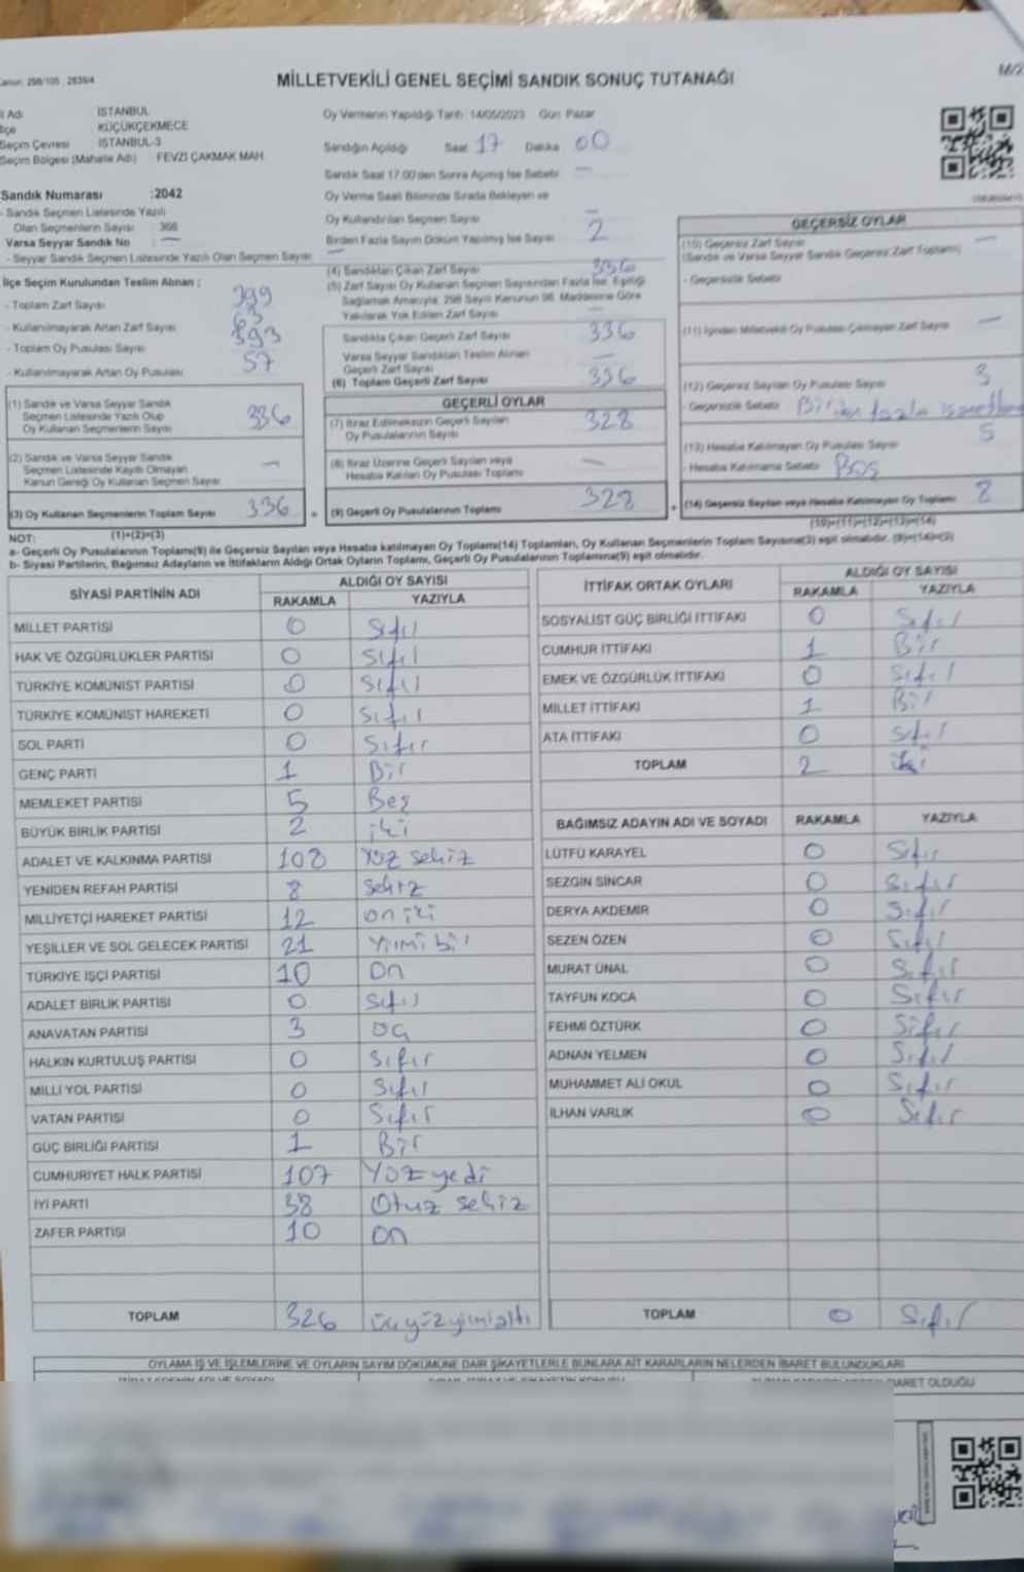 MİLLETVEKİLİ GENEL SEÇİMİ SANDIK SONUÇ TUTANAĞI
İSTANBUL
KÜÇÜKÇEKMECE
Seçim Çevresi İSTANBUL-3
Seçim Bölgesi (Mahalle Adı) FEVZİ ÇAKMAK MAH.
Sandık Numarası :2042
- Sandık Seçmen Listesinde Yazılı
Olan Seçmenlerin Sayısı 366
Varsa Seyyar Sandık No —
- Seyyar Sandık Seçmen Listesinde Yazılı Olan Seçmen Sayısı —
İlçe Seçim Kurulundan Teslim Alınan :
- Toplam Zarf Sayısı 399
- Kullanılmayarak Artan Zarf Sayısı 63
- Toplam Oy Pusulası Sayısı 393
- Kullanılmayarak Artan Oy Pusulası 57
(1) Sandık ve Varsa Seyyar Sandık
Seçmen Listesinde Yazılı Olup
Oy Kullanan Seçmenlerin Sayısı 336
(2) Sandık ve Varsa Seyyar Sandık
Seçmen Listesinde Kayıtlı Olmayan
Kanun Gereği Oy Kullanan Seçmen Sayısı —
(3) Oy Kullanan Seçmenlerin Toplam Sayısı 336
(1)+(2)=(3)
Oy Vermenin Yapıldığı Tarih: 14/05/2023 Gün: Pazar
Sandığın Açıldığı Saat 17 Dakika 00
Sandık Saat 17.00'den Sonra Açılmış İse Sebebi —
Oy Verme Saati Bitiminde Sırada Bekleyen ve
Oy Kullandırılan Seçmen Sayısı —
Birden Fazla Sayım Döküm Yapılmış İse Sayısı 2
(4) Sandıktan Çıkan Zarf Sayısı 336
(5) Zarf Sayısı Oy Kullanan Seçmen Sayısından Fazla İse, Eşitliği
Sağlamak Amacıyla, 298 Sayılı Kanunun 98. Maddesine Göre
Yakılarak Yok Edilen Zarf Sayısı —
Sandıkta Çıkan Geçerli Zarf Sayısı 336
Varsa Seyyar Sandıktan Teslim Alınan
Geçerli Zarf Sayısı —
(6) Toplam Geçerli Zarf Sayısı 336
GEÇERLİ OYLAR
(7) İtiraz Edilmeksizin Geçerli Sayılan
Oy Pusulalarının Sayısı 328
(8) İtiraz Üzerine Geçerli Sayılan veya
Hesaba Katılan Oy Pusulası Toplamı —
(9) Geçerli Oy Pusulalarının Toplamı 328
GEÇERSİZ OYLAR
(10) Geçersiz Zarf Sayısı —
(Sandık ve Varsa Seyyar Sandık Geçersiz Zarf Toplamı)
- Geçersizlik Sebebi
(11) İçinden Milletvekili Oy Pusulası Çıkmayan Zarf Sayısı —
(12) Geçersiz Sayılan Oy Pusulası Sayısı 3
- Geçersizlik Sebebi Birden fazla işaretleme
(13) Hesaba Katılmayan Oy Pusulası Sayısı 5
- Hesaba Katılmama Sebebi Boş
(14) Geçersiz Sayılan veya Hesaba Katılmayan Oy Toplamı 8
(10)+(11)+(12)+(13)=(14)
NOT:
a- Geçerli Oy Pusulalarının Toplamı(9) ile Geçersiz Sayılan veya Hesaba katılmayan Oy Toplamı(14) Toplamları, Oy Kullanan Seçmenlerin Toplam Sayısına(3) eşit olmalıdır. (9)+(14)=(3)
b- Siyasi Partilerin, Bağımsız Adayların ve İttifakların Aldığı Ortak Oyların Toplamı, Geçerli Oy Pusulalarının Toplamına(9) eşit olmalıdır.
SİYASİ PARTİNİN ADI ALDIĞI OY SAYISI
RAKAMLA YAZIYLA
MİLLET PARTİSİ 0 Sıfır
HAK VE ÖZGÜRLÜKLER PARTİSİ 0 Sıfır
TÜRKİYE KOMÜNİST PARTİSİ 0 Sıfır
TÜRKİYE KOMÜNİST HAREKETİ 0 Sıfır
SOL PARTİ 0 Sıfır
GENÇ PARTİ 1 Bir
MEMLEKET PARTİSİ 5 Beş
BÜYÜK BİRLİK PARTİSİ 2 iki
ADALET VE KALKINMA PARTİSİ 108 Yüz sekiz
YENİDEN REFAH PARTİSİ 8 Sekiz
MİLLİYETÇİ HAREKET PARTİSİ 12 on iki
YEŞİLLER VE SOL GELECEK PARTİSİ 21 Yirmi bir
TÜRKİYE İŞÇİ PARTİSİ 10 On
ADALET BİRLİK PARTİSİ 0 Sıfır
ANAVATAN PARTİSİ 3 Üç
HALKIN KURTULUŞ PARTİSİ 0 Sıfır
MİLLİ YOL PARTİSİ 0 Sıfır
VATAN PARTİSİ 0 Sıfır
GÜÇ BİRLİĞİ PARTİSİ 1 Bir
CUMHURİYET HALK PARTİSİ 107 Yüz yedi
İYİ PARTİ 38 Otuz sekiz
ZAFER PARTİSİ 10 On
TOPLAM 326 Üçyüzyirmialtı
İTTİFAK ORTAK OYLARI ALDIĞI OY SAYISI
RAKAMLA YAZIYLA
SOSYALİST GÜÇ BİRLİĞİ İTTİFAKI 0 Sıfır
CUMHUR İTTİFAKI 1 Bir
EMEK VE ÖZGÜRLÜK İTTİFAKI 0 Sıfır
MİLLET İTTİFAKI 1 Bir
ATA İTTİFAKI 0 Sıfır
TOPLAM 2 iki
BAĞIMSIZ ADAYIN ADI VE SOYADI RAKAMLA YAZIYLA
LÜTFÜ KARAYEL 0 Sıfır
SEZGİN SİNCAR 0 Sıfır
DERYA AKDEMİR 0 Sıfır
SEZEN ÖZEN 0 Sıfır
MURAT ÜNAL 0 Sıfır
TAYFUN KOCA 0 Sıfır
FEHMİ ÖZTÜRK 0 Sıfır
ADNAN YELMEN 0 Sıfır
MUHAMMET ALİ OKUL 0 Sıfır
İLHAN VARLIK 0 Sıfır
TOPLAM 0 Sıfır
OYLAMA İŞ VE İŞLEMLERİNE VE OYLARIN SAYIM DÖKÜMÜNE DAİR ŞİKAYETLERLE BUNLARA AİT KARARLARIN NELERDEN İBARET BULUNDUKLARI